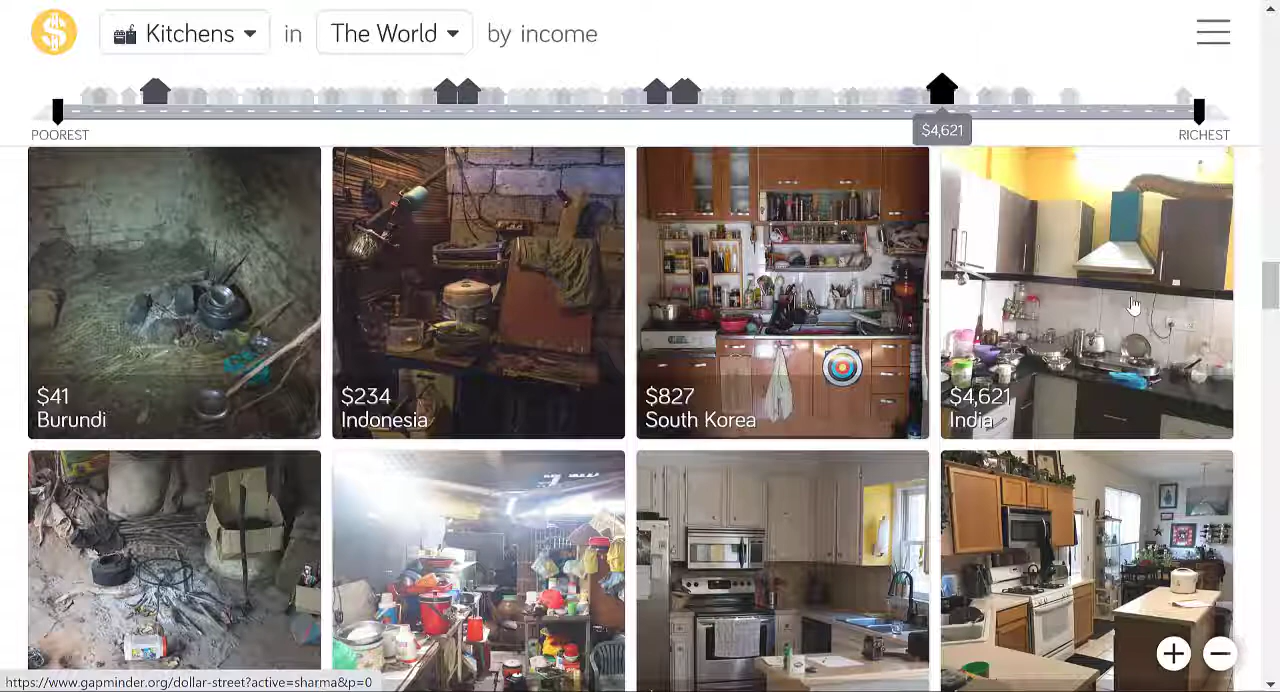 $
Kitchens in The World by income
$4,621
POOREST RICHEST
$41
Burundi
$234
Indonesia
$827
South Korea
$4,621
India
+ −
https://www.gapminder.org/dollar-street?active=sharma&p=0